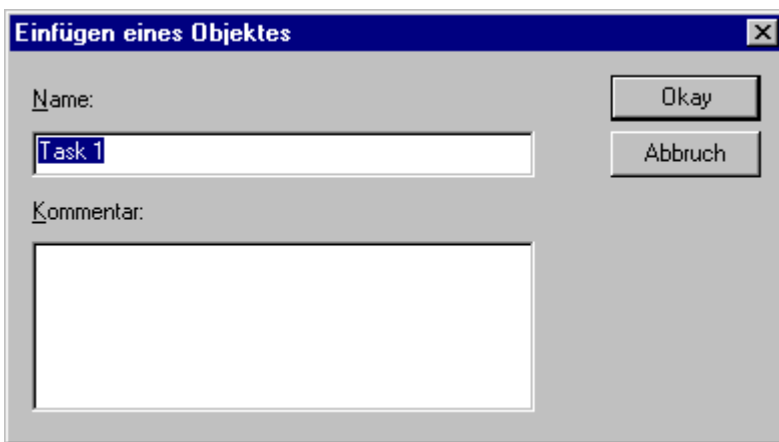 Einfügen eines Objektes
Name:
Okay
Task 1
Abbruch
Kommentar: